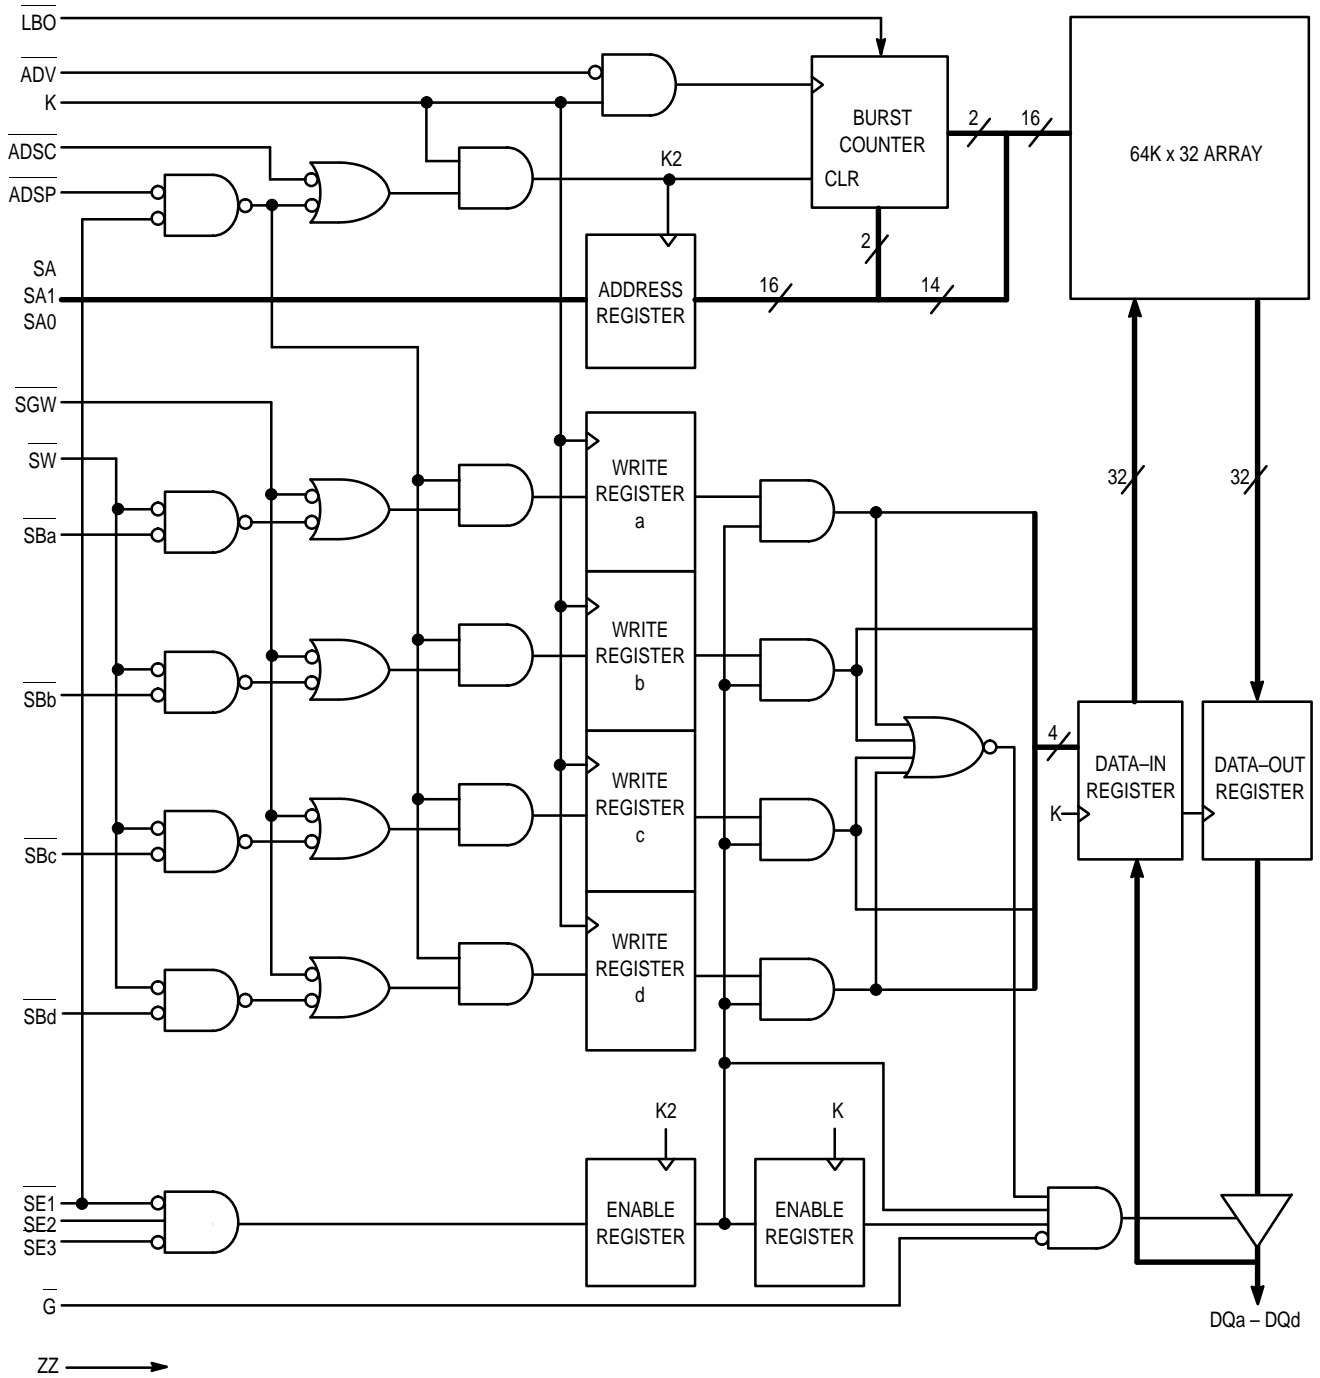 LBO
ADV
K
ADSC
ADSP
K2
BURST
COUNTER
CLR
2
16
64K x 32 ARRAY
2
SA
SA1
SA0
ADDRESS
REGISTER
16
14
SGW
SW
SBa
WRITE
REGISTER
a
32
32
SBb
WRITE
REGISTER
b
SBc
WRITE
REGISTER
c
4
DATA–IN
REGISTER
K
DATA–OUT
REGISTER
SBd
WRITE
REGISTER
d
K2
K
SE1
SE2
SE3
ENABLE
REGISTER
ENABLE
REGISTER
G
DQa – DQd
ZZ